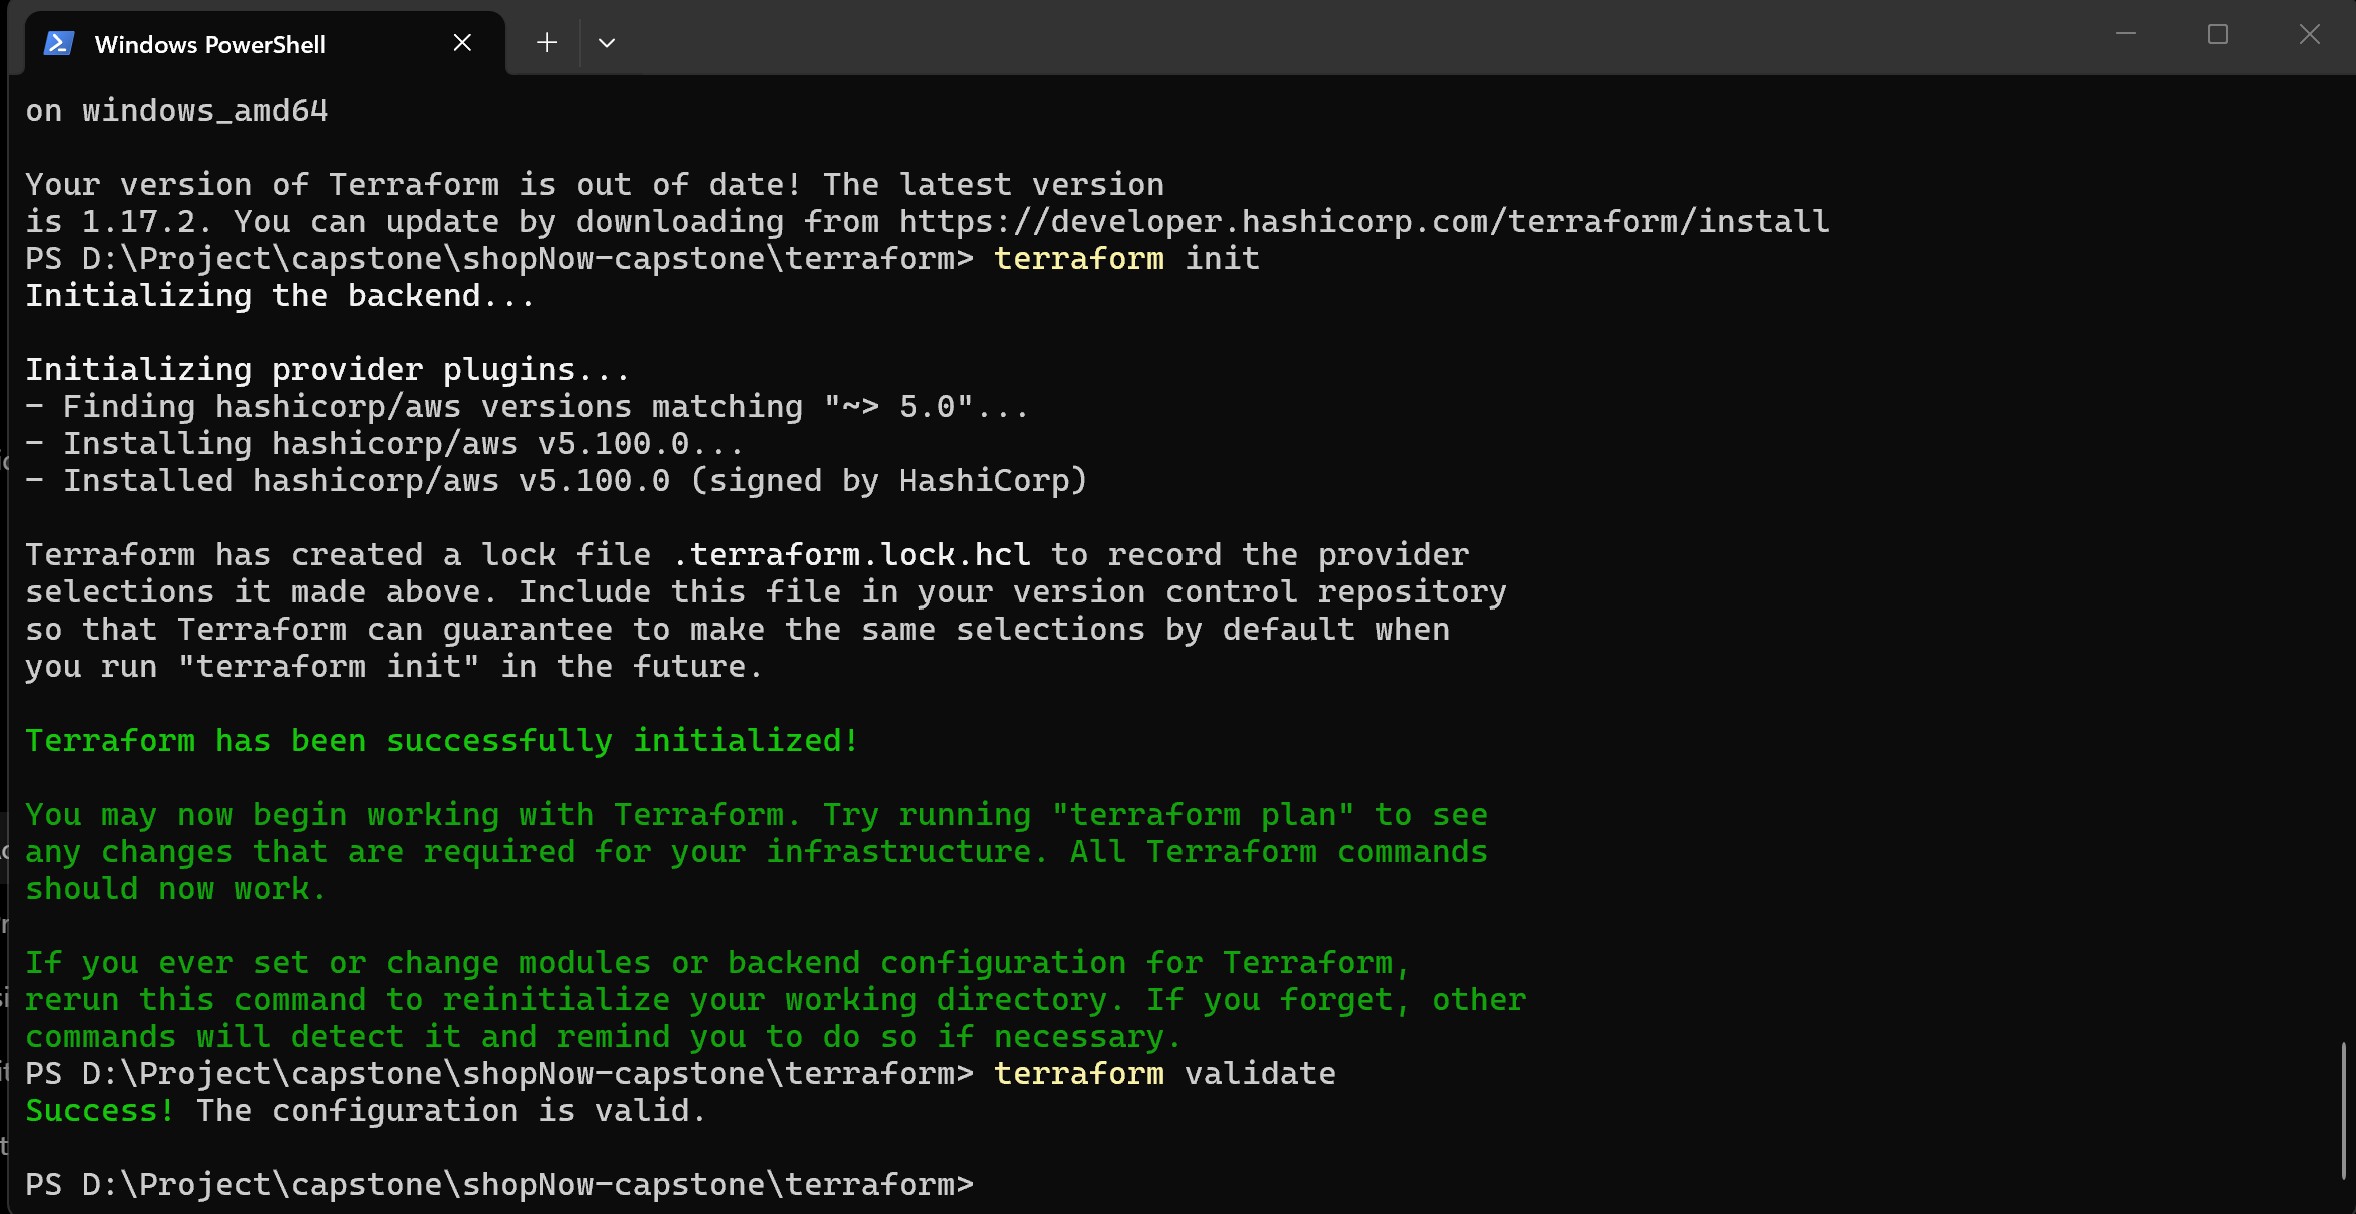 Windows PowerShell
on windows_amd64
Your version of Terraform is out of date! The latest version
is 1.17.2. You can update by downloading from https://developer.hashicorp.com/terraform/install
PS D:\Project\capstone\shopNow-capstone\terraform> terraform init
Initializing the backend...
Initializing provider plugins...
- Finding hashicorp/aws versions matching "~> 5.0"...
- Installing hashicorp/aws v5.100.0...
- Installed hashicorp/aws v5.100.0 (signed by HashiCorp)
Terraform has created a lock file .terraform.lock.hcl to record the provider
selections it made above. Include this file in your version control repository
so that Terraform can guarantee to make the same selections by default when
you run "terraform init" in the future.
Terraform has been successfully initialized!
You may now begin working with Terraform. Try running "terraform plan" to see
any changes that are required for your infrastructure. All Terraform commands
should now work.
If you ever set or change modules or backend configuration for Terraform,
rerun this command to reinitialize your working directory. If you forget, other
commands will detect it and remind you to do so if necessary.
PS D:\Project\capstone\shopNow-capstone\terraform> terraform validate
Success! The configuration is valid.
PS D:\Project\capstone\shopNow-capstone\terraform>